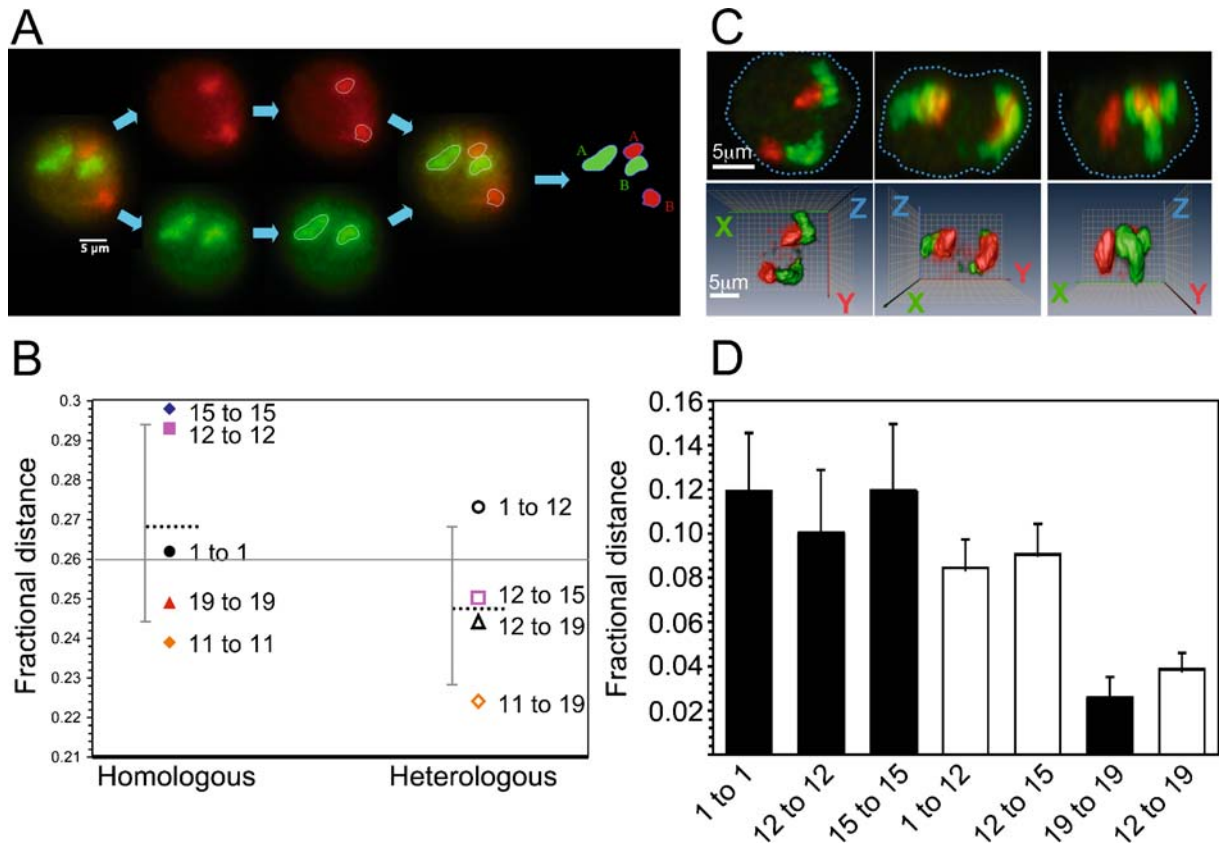 A
A
A
B
B
5 µm
C
5µm
X
Z
Y
5µm
Z
X
Y
Z
X
Y
B
Fractional distance
0.3
0.29
0.28
0.27
0.26
0.25
0.24
0.23
0.22
0.21
15 to 15
12 to 12
1 to 1
19 to 19
11 to 11
1 to 12
12 to 15
12 to 19
11 to 19
Homologous
Heterologous
D
Fractional distance
0.16
0.14
0.12
0.10
0.08
0.06
0.04
0.02
1 to 1
12 to 12
15 to 15
1 to 12
12 to 15
19 to 19
12 to 19